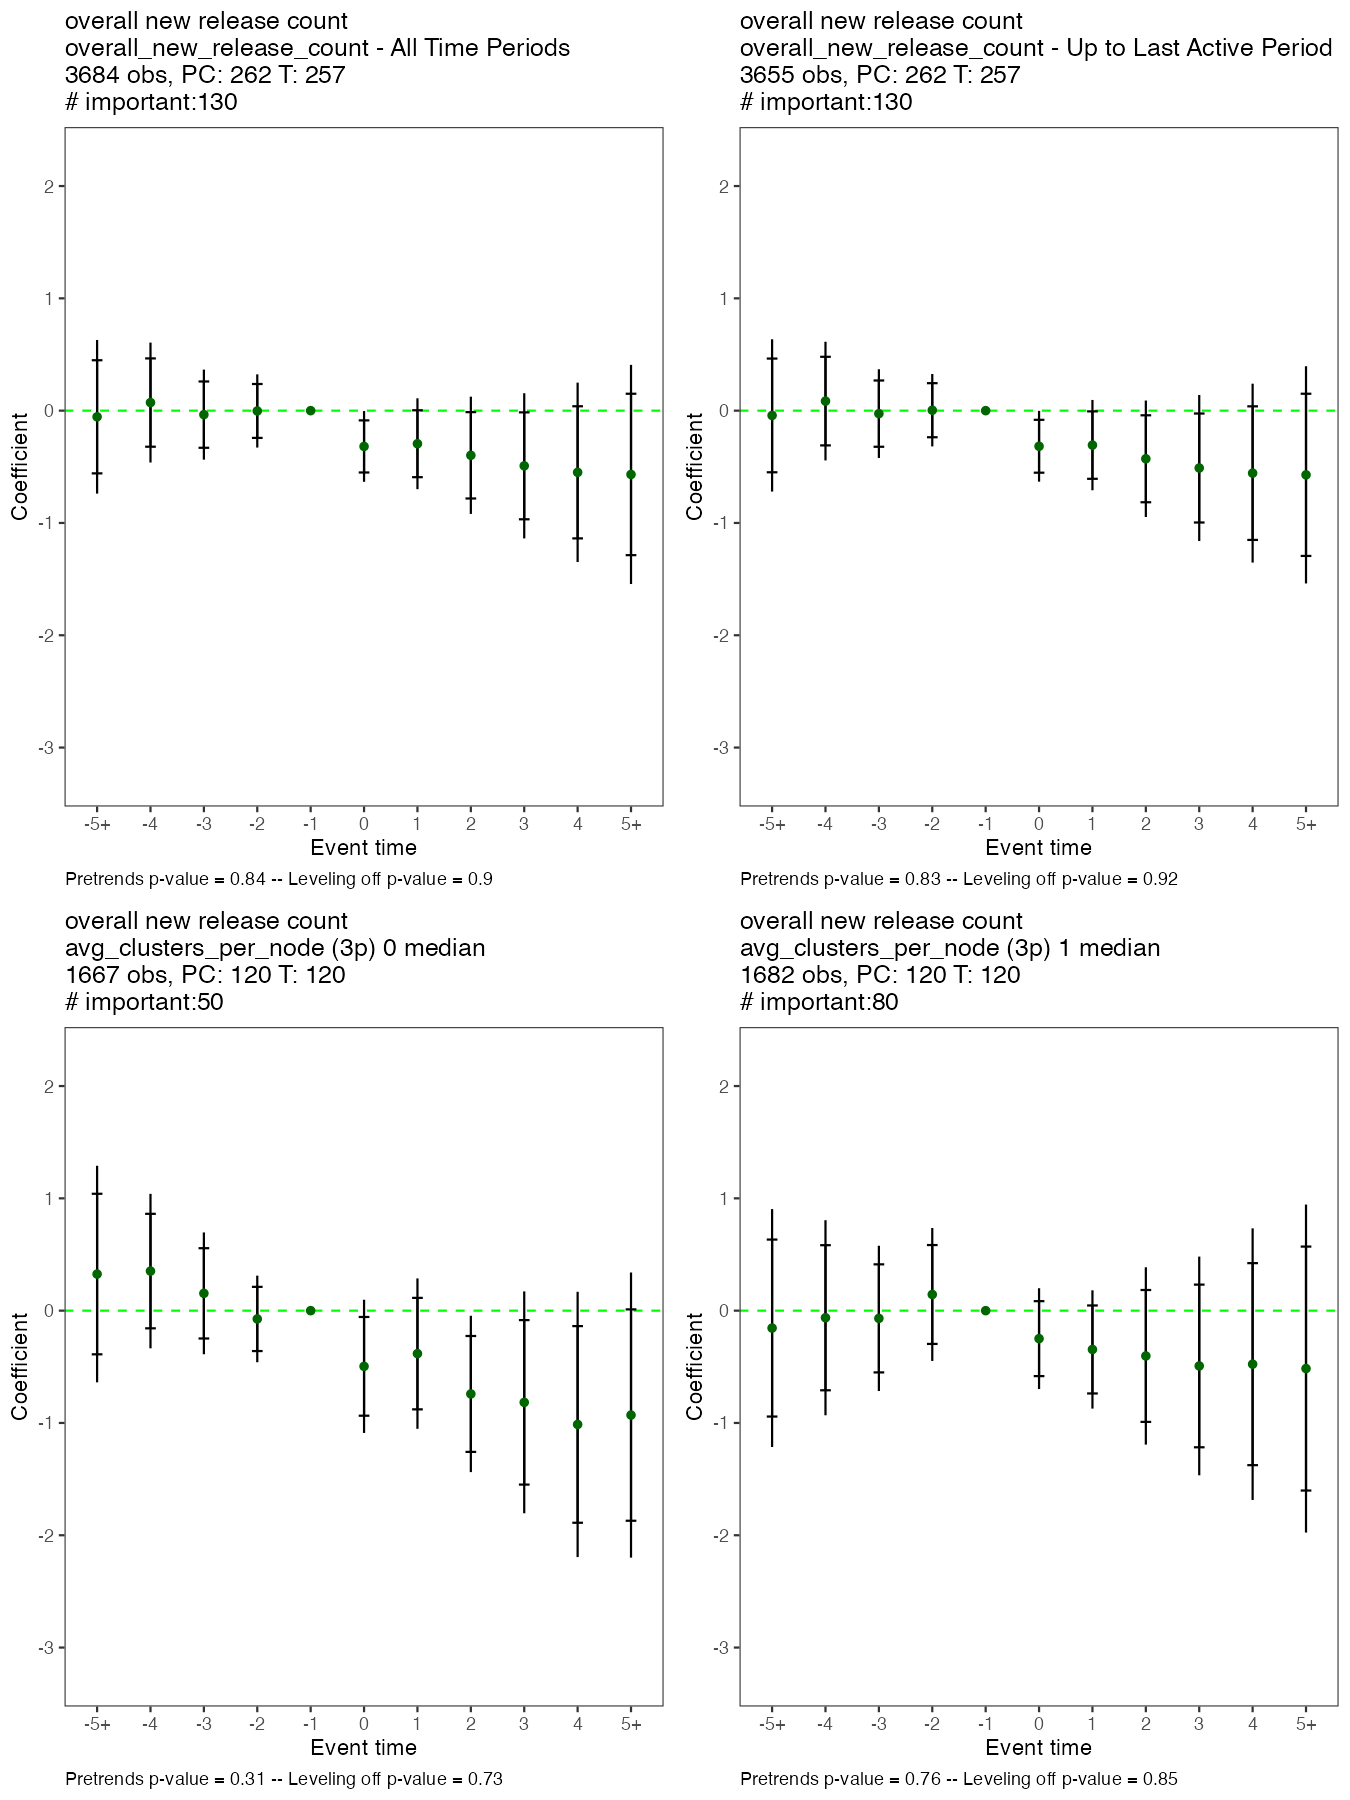 overall new release count
overall_new_release_count - All Time Periods
3684 obs, PC: 262 T: 257
# important:130
2
1
0
-1
-2
-3
Coefficient
-5+ -4 -3 -2 -1 0 1 2 3 4 5+
Event time
Pretrends p-value = 0.84 -- Leveling off p-value = 0.9
overall new release count
overall_new_release_count - Up to Last Active Period
3655 obs, PC: 262 T: 257
# important:130
2
1
0
-1
-2
-3
Coefficient
-5+ -4 -3 -2 -1 0 1 2 3 4 5+
Event time
Pretrends p-value = 0.83 -- Leveling off p-value = 0.92
overall new release count
avg_clusters_per_node (3p) 0 median
1667 obs, PC: 120 T: 120
# important:50
2
1
0
-1
-2
-3
Coefficient
-5+ -4 -3 -2 -1 0 1 2 3 4 5+
Event time
Pretrends p-value = 0.31 -- Leveling off p-value = 0.73
overall new release count
avg_clusters_per_node (3p) 1 median
1682 obs, PC: 120 T: 120
# important:80
2
1
0
-1
-2
-3
Coefficient
-5+ -4 -3 -2 -1 0 1 2 3 4 5+
Event time
Pretrends p-value = 0.76 -- Leveling off p-value = 0.85